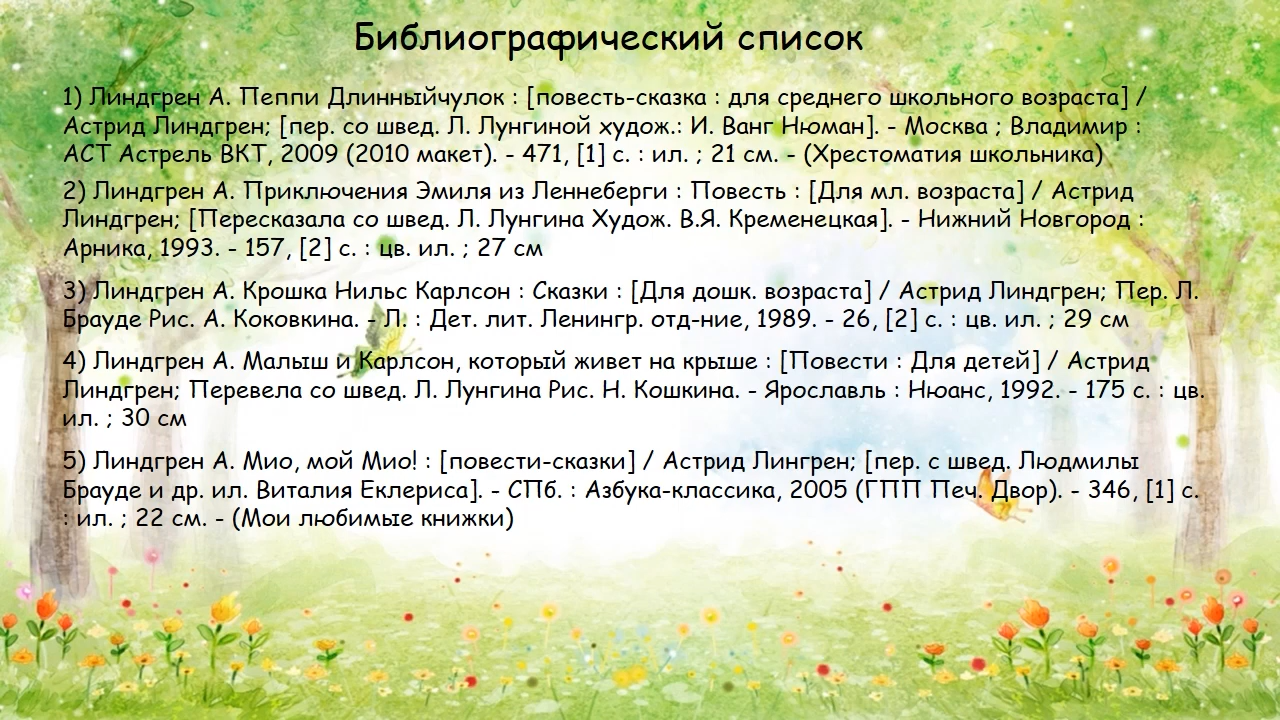 Библиографический список
1) Линдгрен А. Пеппи Длинныйчулок : [повесть-сказка : для среднего школьного возраста] /
Астрид Линдгрен; [пер. со швед. Л. Лунгиной худож.: И. Ванг Нюман]. - Москва ; Владимир :
АСТ Астрель ВКТ, 2009 (2010 макет). - 471, [1] с. : ил. ; 21 см. - (Хрестоматия школьника)
2) Линдгрен А. Приключения Эмиля из Леннеберги : Повесть : [Для мл. возраста] / Астрид
Линдгрен; [Пересказала со швед. Л. Лунгина Худож. В.Я. Кременецкая]. - Нижний Новгород :
Арника, 1993. - 157, [2] с. : цв. ил. ; 27 см
3) Линдгрен А. Крошка Нильс Карлсон : Сказки : [Для дошк. возраста] / Астрид Линдгрен; Пер. Л.
Брауде Рис. А. Коковкина. - Л. : Дет. лит. Ленингр. отд-ние, 1989. - 26, [2] с. : цв. ил. ; 29 см
4) Линдгрен А. Малыш и Карлсон, который живет на крыше : [Повести : Для детей] / Астрид
Линдгрен; Перевела со швед. Л. Лунгина Рис. Н. Кошкина. - Ярославль : Нюанс, 1992. - 175 с. : цв.
ил. ; 30 см
5) Линдгрен А. Мио, мой Мио! : [повести-сказки] / Астрид Лингрен; [пер. с швед. Людмилы
Брауде и др. ил. Виталия Еклериса]. - СПб. : Азбука-классика, 2005 (ГПП Печ. Двор). - 346, [1] с.
: ил. ; 22 см. - (Мои любимые книжки)